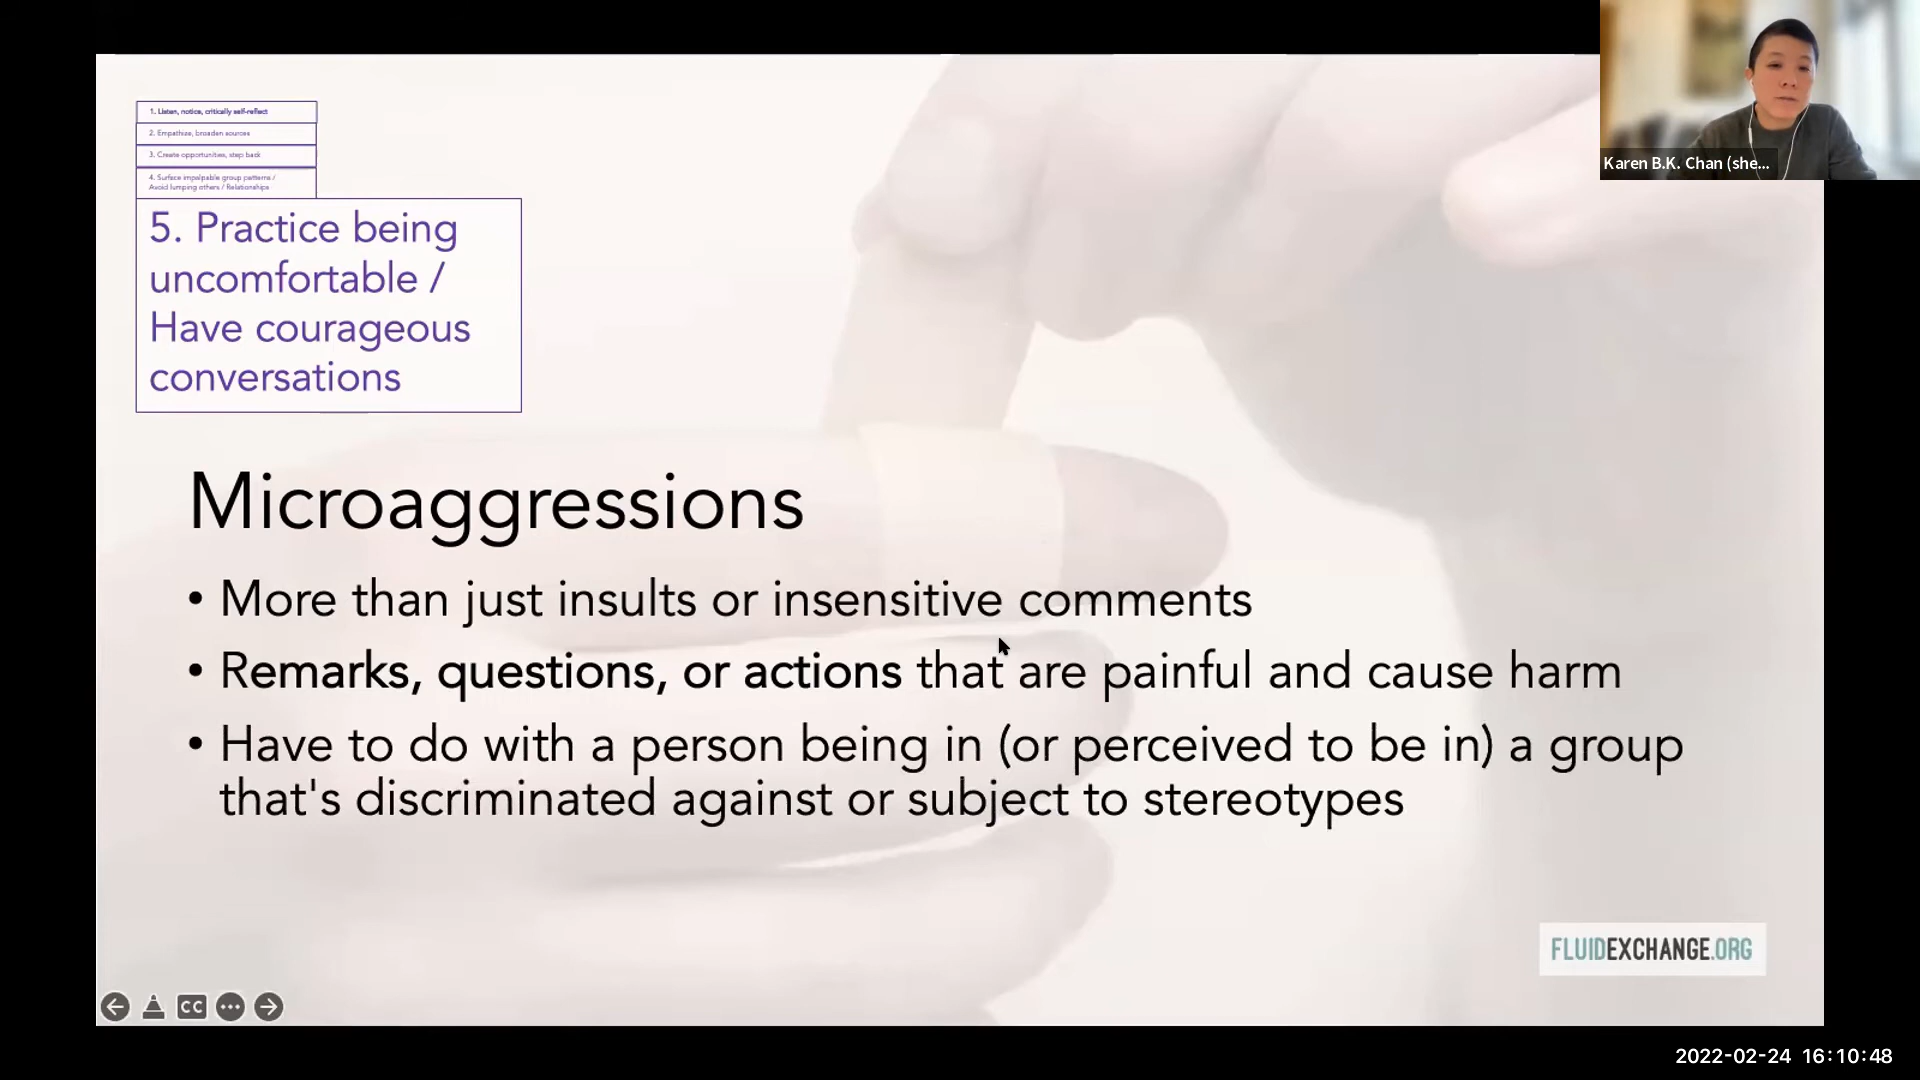 Karen B.K. Chan (she...
1. Listen, notice, critically self-reflect
2. Empathize, broaden sources
3. Create opportunities, step back
4. Surface impalpable group patterns /
Avoid lumping others / Relationships
5. Practice being
uncomfortable /
Have courageous
conversations
Microaggressions
• More than just insults or insensitive comments
• Remarks, questions, or actions that are painful and cause harm
• Have to do with a person being in (or perceived to be in) a group
that's discriminated against or subject to stereotypes
FLUIDEXCHANGE.ORG
CC
2022-02-24 16:10:48